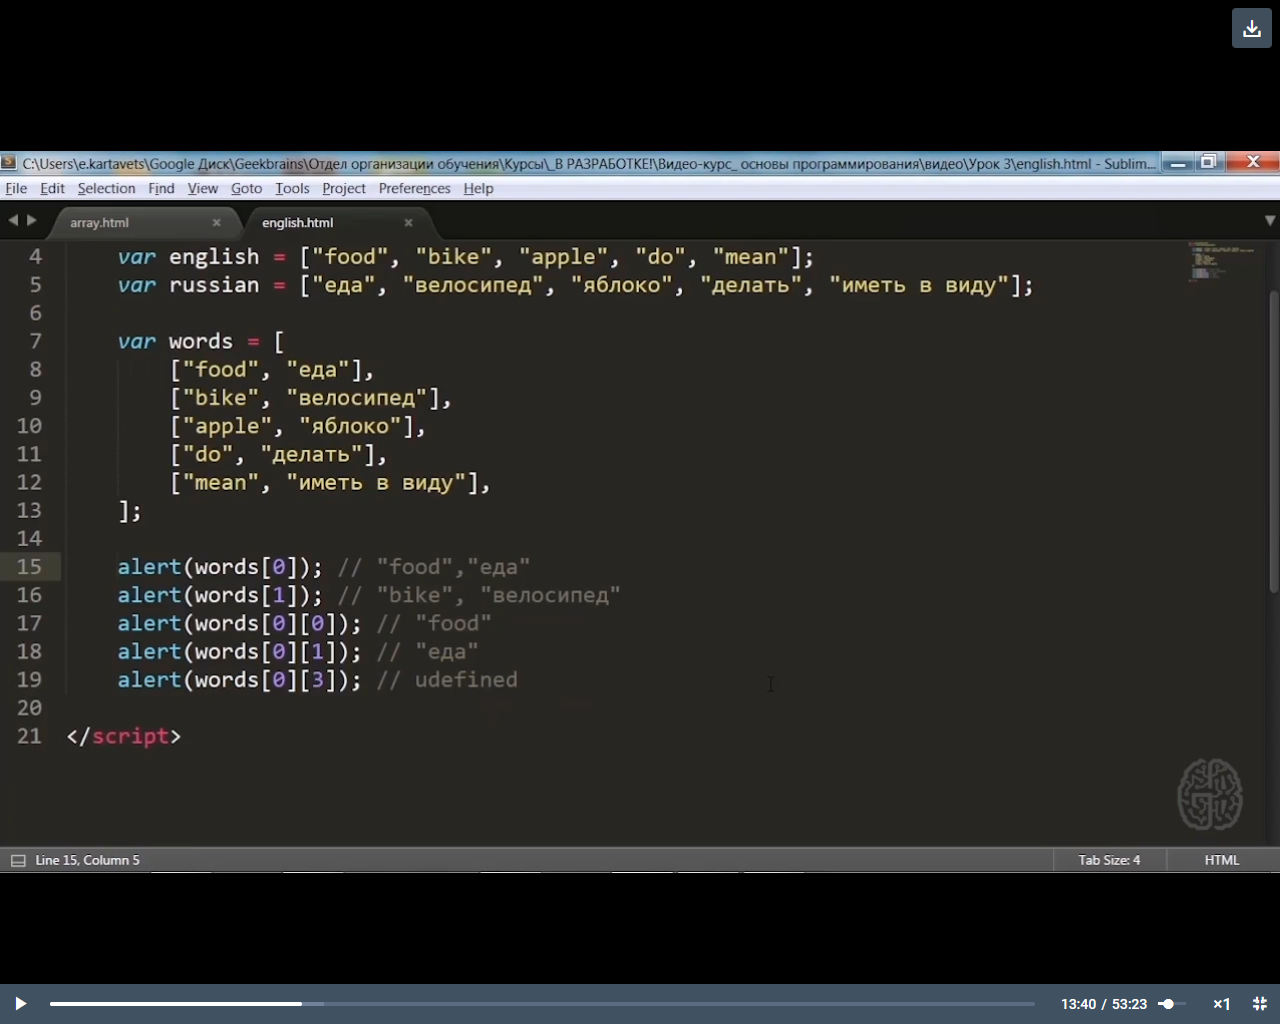 C:\Users\e.kartavets\Google Диск\Geekbrains\Отдел организации обучения\Курсы\_В РАЗРАБОТКЕ!\Видео-курс_ основы программирования\видео\Урок 3\english.html - Sublim...
File Edit Selection Find View Goto Tools Project Preferences Help
array.html × english.html ×
4 var english = ["food", "bike", "apple", "do", "mean"];
5 var russian = ["еда", "велосипед", "яблоко", "делать", "иметь в виду"];
6
7 var words = [
8 ["food", "еда"],
9 ["bike", "велосипед"],
10 ["apple", "яблоко"],
11 ["do", "делать"],
12 ["mean", "иметь в виду"],
13 ];
14
15 alert(words[0]); // "food","еда"
16 alert(words[1]); // "bike", "велосипед"
17 alert(words[0][0]); // "food"
18 alert(words[0][1]); // "еда"
19 alert(words[0][3]); // udefined
20
21 </script>
Line 15, Column 5 Tab Size: 4 HTML
13:40 / 53:23 ×1